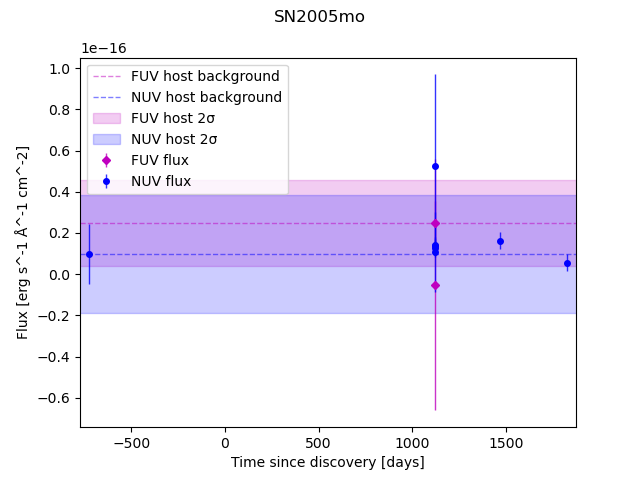 SN2005mo
1e−16
FUV host background
NUV host background
FUV host 2σ
NUV host 2σ
FUV flux
NUV flux
1.0
0.8
0.6
0.4
0.2
0.0
−0.2
−0.4
−0.6
Flux [erg s^-1 Å^-1 cm^-2]
−500
0
500
1000
1500
Time since discovery [days]